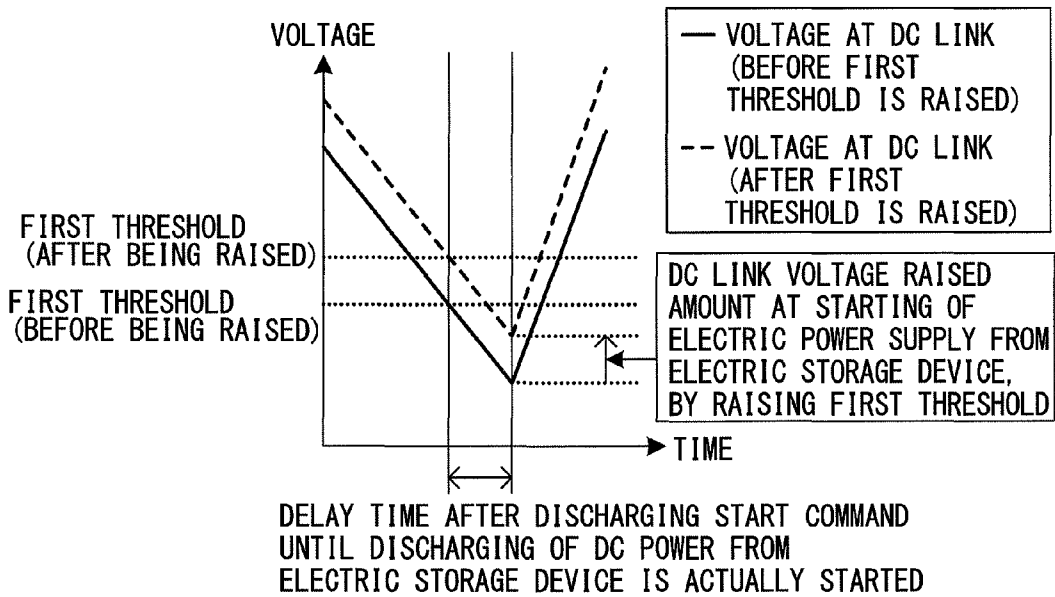 VOLTAGE
VOLTAGE AT DC LINK
(BEFORE FIRST
THRESHOLD IS RAISED)
VOLTAGE AT DC LINK
(AFTER FIRST
THRESHOLD IS RAISED)
FIRST THRESHOLD
(AFTER BEING RAISED)
FIRST THRESHOLD
(BEFORE BEING RAISED)
DC LINK VOLTAGE RAISED
AMOUNT AT STARTING OF
ELECTRIC POWER SUPPLY FROM
ELECTRIC STORAGE DEVICE,
BY RAISING FIRST THRESHOLD
TIME
DELAY TIME AFTER DISCHARGING START COMMAND
UNTIL DISCHARGING OF DC POWER FROM
ELECTRIC STORAGE DEVICE IS ACTUALLY STARTED